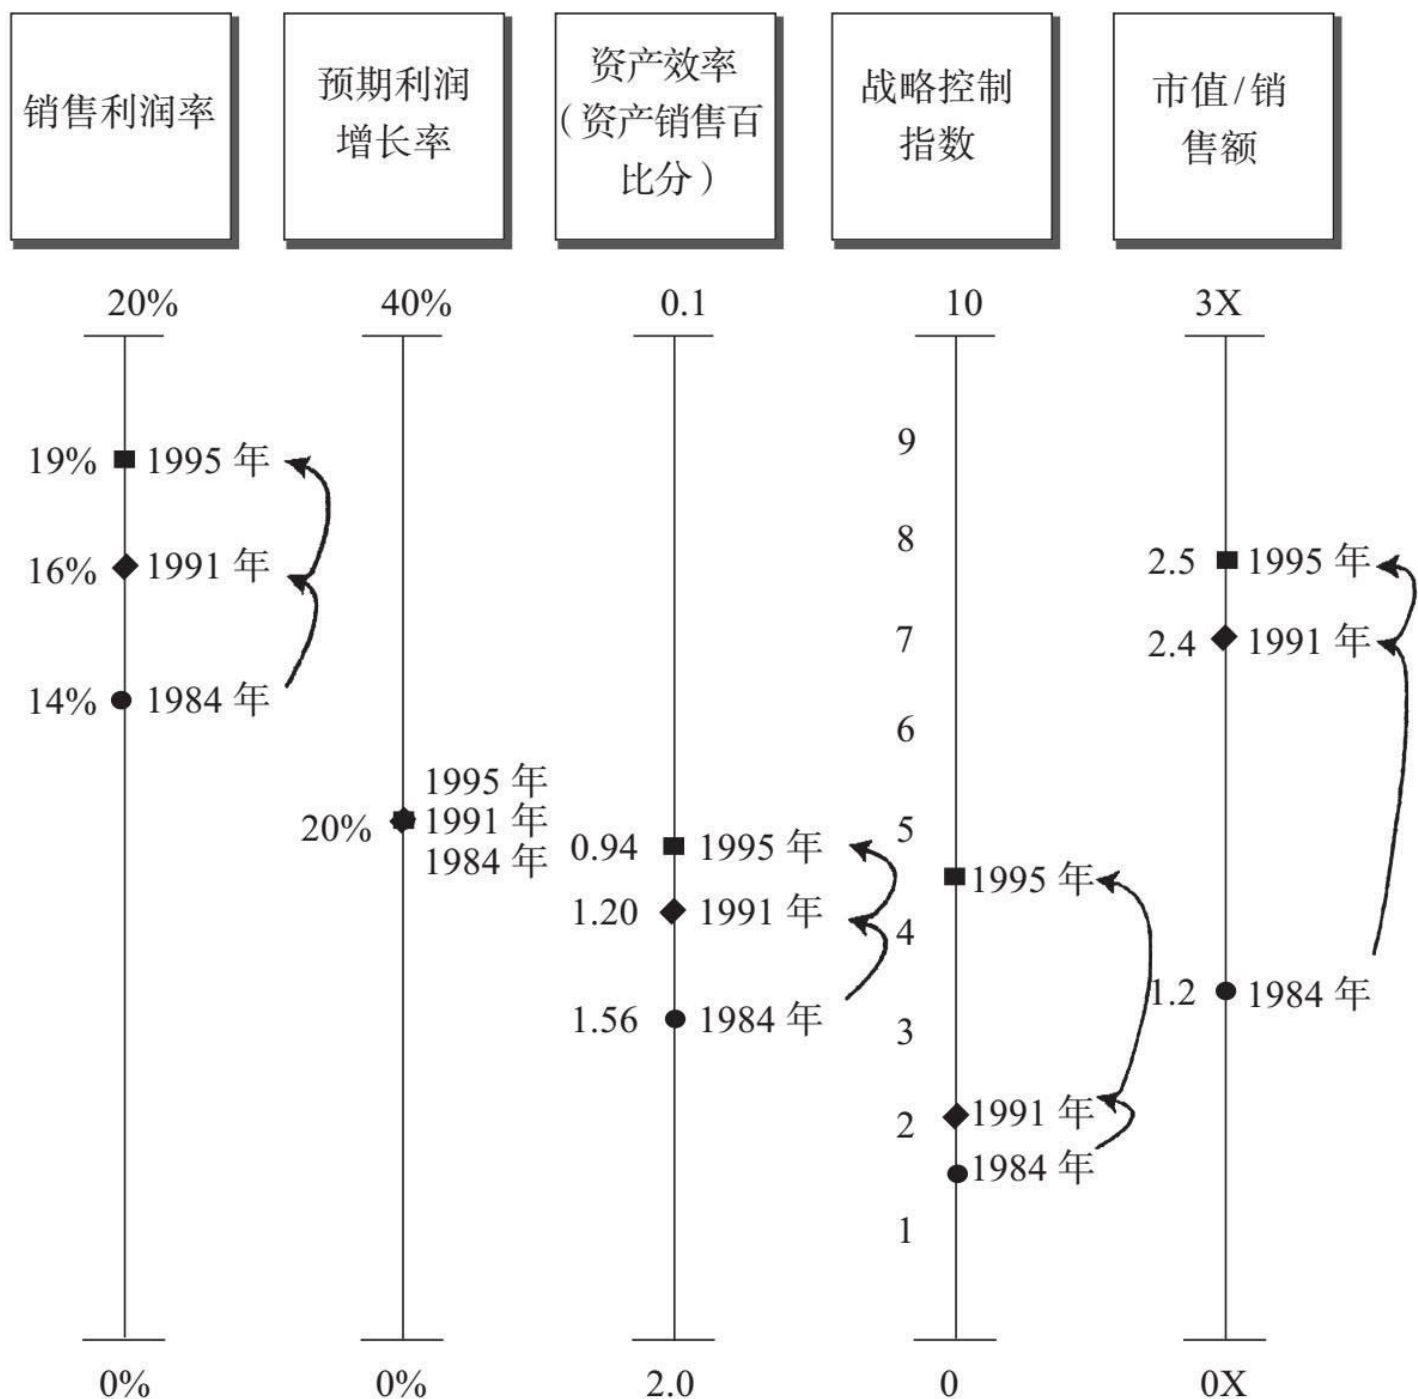 销售利润率
预期利润
增长率
资产效率
（资产销售百
比分）
战略控制
指数
市值/销
售额
20%
19%
1995 年
16%
1991 年
14%
1984 年
0%
40%
20%
1995 年
1991 年
1984 年
0%
0.1
0.94
1995 年
1.20
1991 年
1.56
1984 年
2.0
10
9
8
7
6
5
1995 年
4
3
2
1991 年
1984 年
1
0
3X
2.5
1995 年
2.4
1991 年
1.2
1984 年
0X